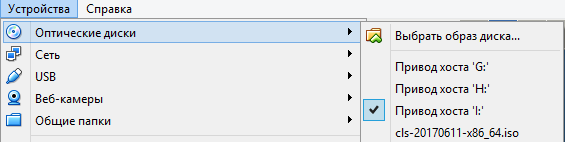 Устройства Справка
Оптические диски
Сеть
USB
Веб-камеры
Общие папки
Выбрать образ диска...
Привод хоста 'G:'
Привод хоста 'H:'
Привод хоста 'I:'
cls-20170611-x86_64.iso